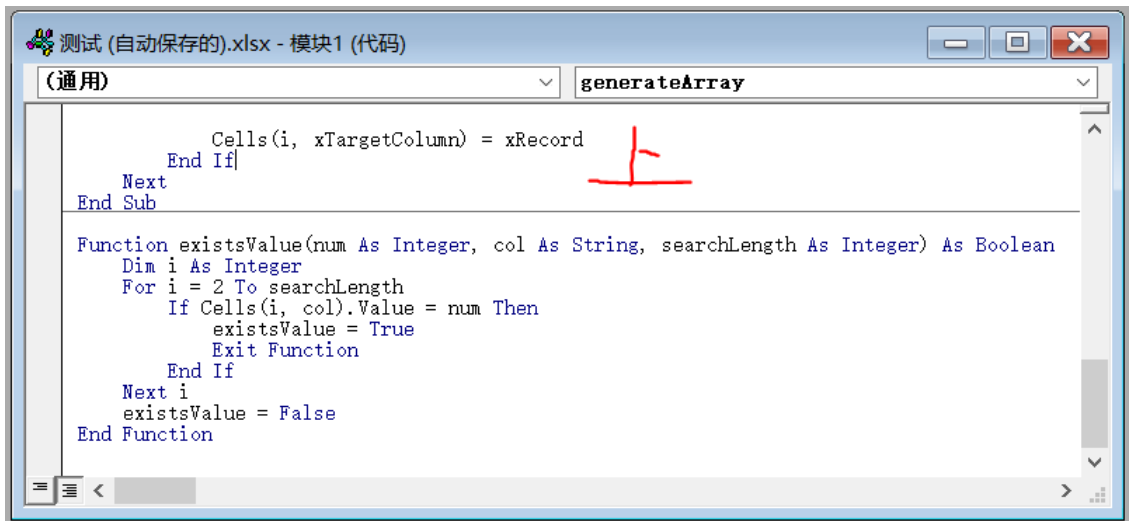 测试 (自动保存的).xlsx - 模块1 (代码)
(通用) generateArray
Cells(i, xTargetColumn) = xRecord
End If
Next
End Sub
上
Function existsValue(num As Integer, col As String, searchLength As Integer) As Boolean
Dim i As Integer
For i = 2 To searchLength
If Cells(i, col).Value = num Then
existsValue = True
Exit Function
End If
Next i
existsValue = False
End Function